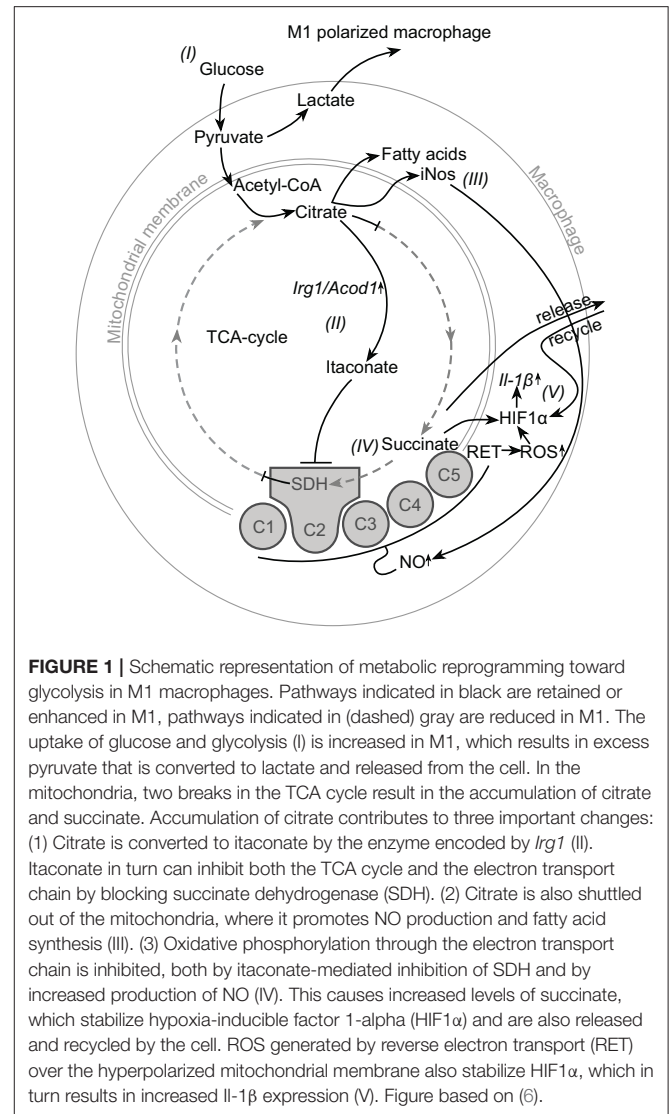 M1 polarized macrophage
(I)
Glucose
Lactate
Pyruvate
Fatty acids
iNos (III)
Acetyl-CoA
Citrate
Mitochondrial membrane
Macrophage
Irg1/Acod1
(II)
TCA-cycle
Itaconate
release
recycle
Il-1β
(V)
HIF1α
(IV) Succinate
RET
ROS
SDH
C5
C4
C3
C2
C1
NO
FIGURE 1 | Schematic representation of metabolic reprogramming toward
glycolysis in M1 macrophages. Pathways indicated in black are retained or
enhanced in M1, pathways indicated in (dashed) gray are reduced in M1. The
uptake of glucose and glycolysis (I) is increased in M1, which results in excess
pyruvate that is converted to lactate and released from the cell. In the
mitochondria, two breaks in the TCA cycle result in the accumulation of citrate
and succinate. Accumulation of citrate contributes to three important changes:
(1) Citrate is converted to itaconate by the enzyme encoded by Irg1 (II).
Itaconate in turn can inhibit both the TCA cycle and the electron transport
chain by blocking succinate dehydrogenase (SDH). (2) Citrate is also shuttled
out of the mitochondria, where it promotes NO production and fatty acid
synthesis (III). (3) Oxidative phosphorylation through the electron transport
chain is inhibited, both by itaconate-mediated inhibition of SDH and by
increased production of NO (IV). This causes increased levels of succinate,
which stabilize hypoxia-inducible factor 1-alpha (HIF1α) and are also released
and recycled by the cell. ROS generated by reverse electron transport (RET)
over the hyperpolarized mitochondrial membrane also stabilize HIF1α, which in
turn results in increased Il-1β expression (V). Figure based on (6).